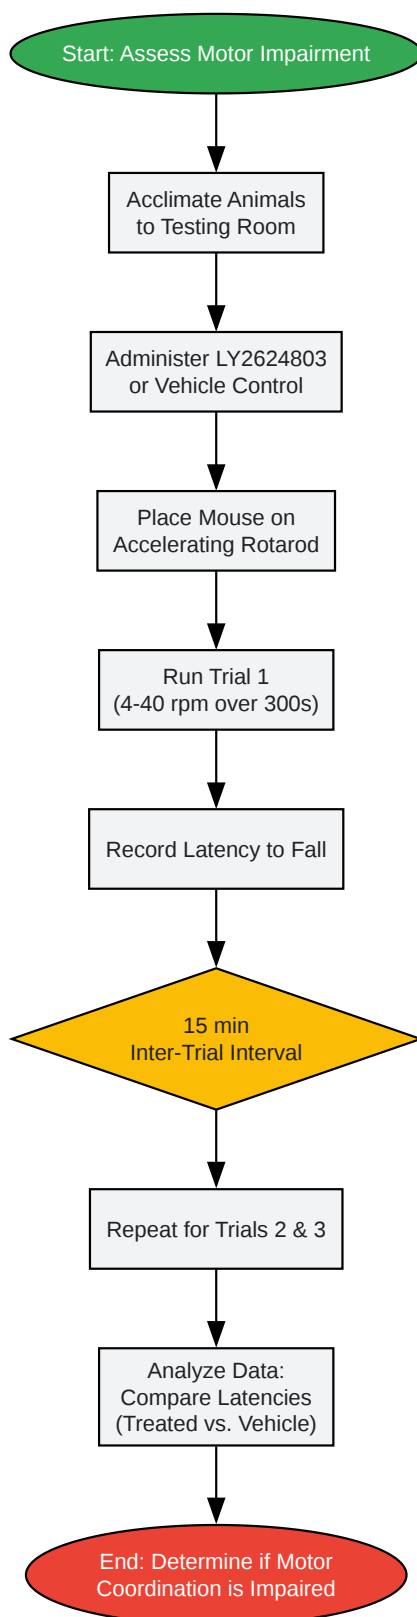 Start: Assess Motor Impairment
Acclimate Animals
to Testing Room
Administer LY2624803
or Vehicle Control
Place Mouse on
Accelerating Rotarod
Run Trial 1
(4-40 rpm over 300s)
Record Latency to Fall
15 min
Inter-Trial Interval
Repeat for Trials 2 & 3
Analyze Data:
Compare Latencies
(Treated vs. Vehicle)
End: Determine if Motor
Coordination is Impaired